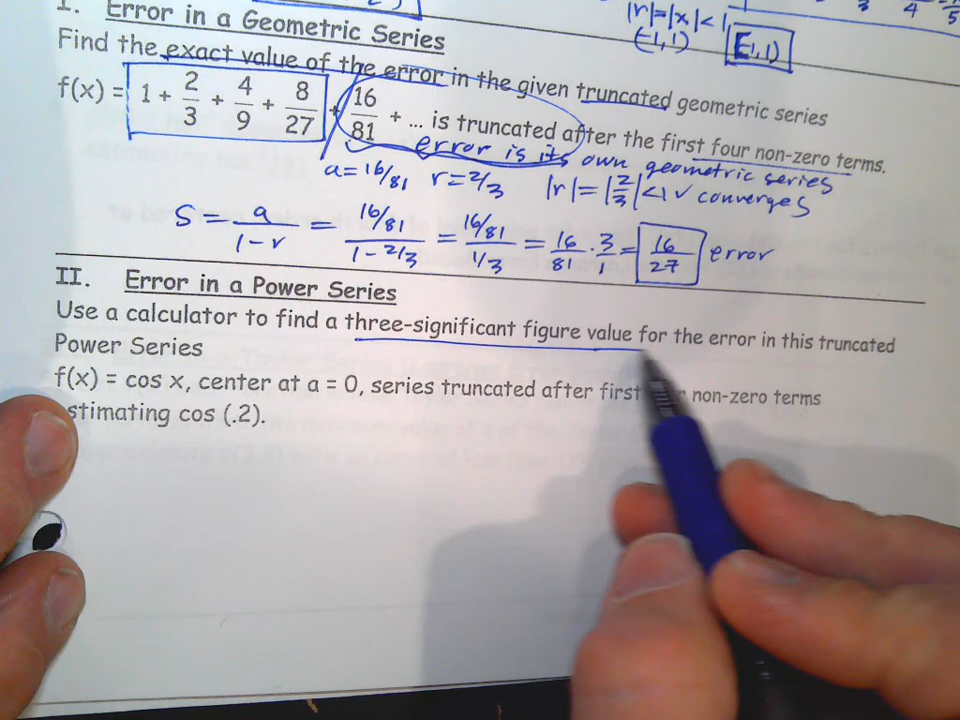 |r|=|x|<1
(-1,1)
[-1,1)
I. Error in a Geometric Series
Find the exact value of the error in the given truncated geometric series
f(x) = 1 + 2/3 + 4/9 + 8/27 + 16/81 + ... is truncated after the first four non-zero terms.
error is its own geometric series
a=16/81 r=2/3 |r|=|2/3|<1 ✓ converges
S = a/(1-r) = (16/81)/(1-2/3) = (16/81)/(1/3) = 16/81 · 3/1 = 16/27 error
II. Error in a Power Series
Use a calculator to find a three-significant figure value for the error in this truncated
Power Series
f(x) = cos x, center at a = 0, series truncated after first non-zero terms
stimating cos (.2).